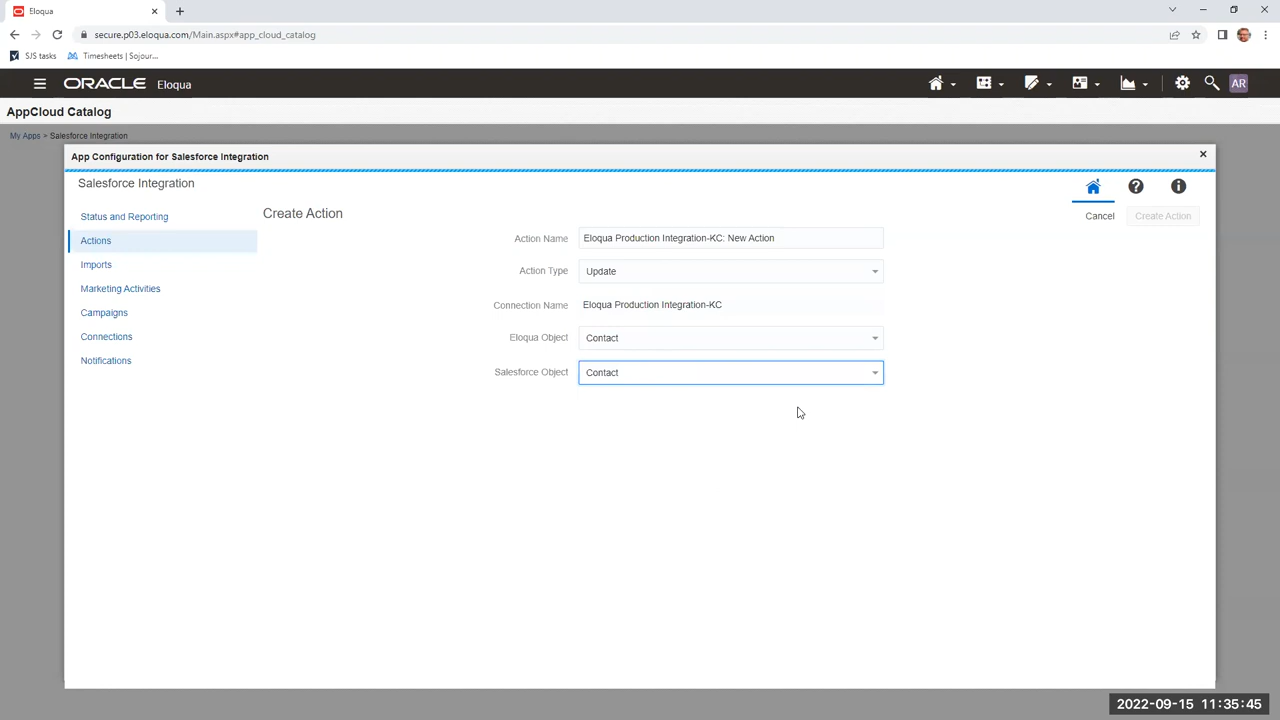 Eloqua
secure.p03.eloqua.com/Main.aspx#app_cloud_catalog
SJS tasks
Timesheets | Sojour...
ORACLE Eloqua
AR
AppCloud Catalog
My Apps > Salesforce Integration
App Configuration for Salesforce Integration
Salesforce Integration
Status and Reporting
Actions
Imports
Marketing Activities
Campaigns
Connections
Notifications
Create Action
Cancel
Create Action
Action Name
Eloqua Production Integration-KC: New Action
Action Type
Update
Connection Name
Eloqua Production Integration-KC
Eloqua Object
Contact
Salesforce Object
Contact
2022-09-15 11:35:45